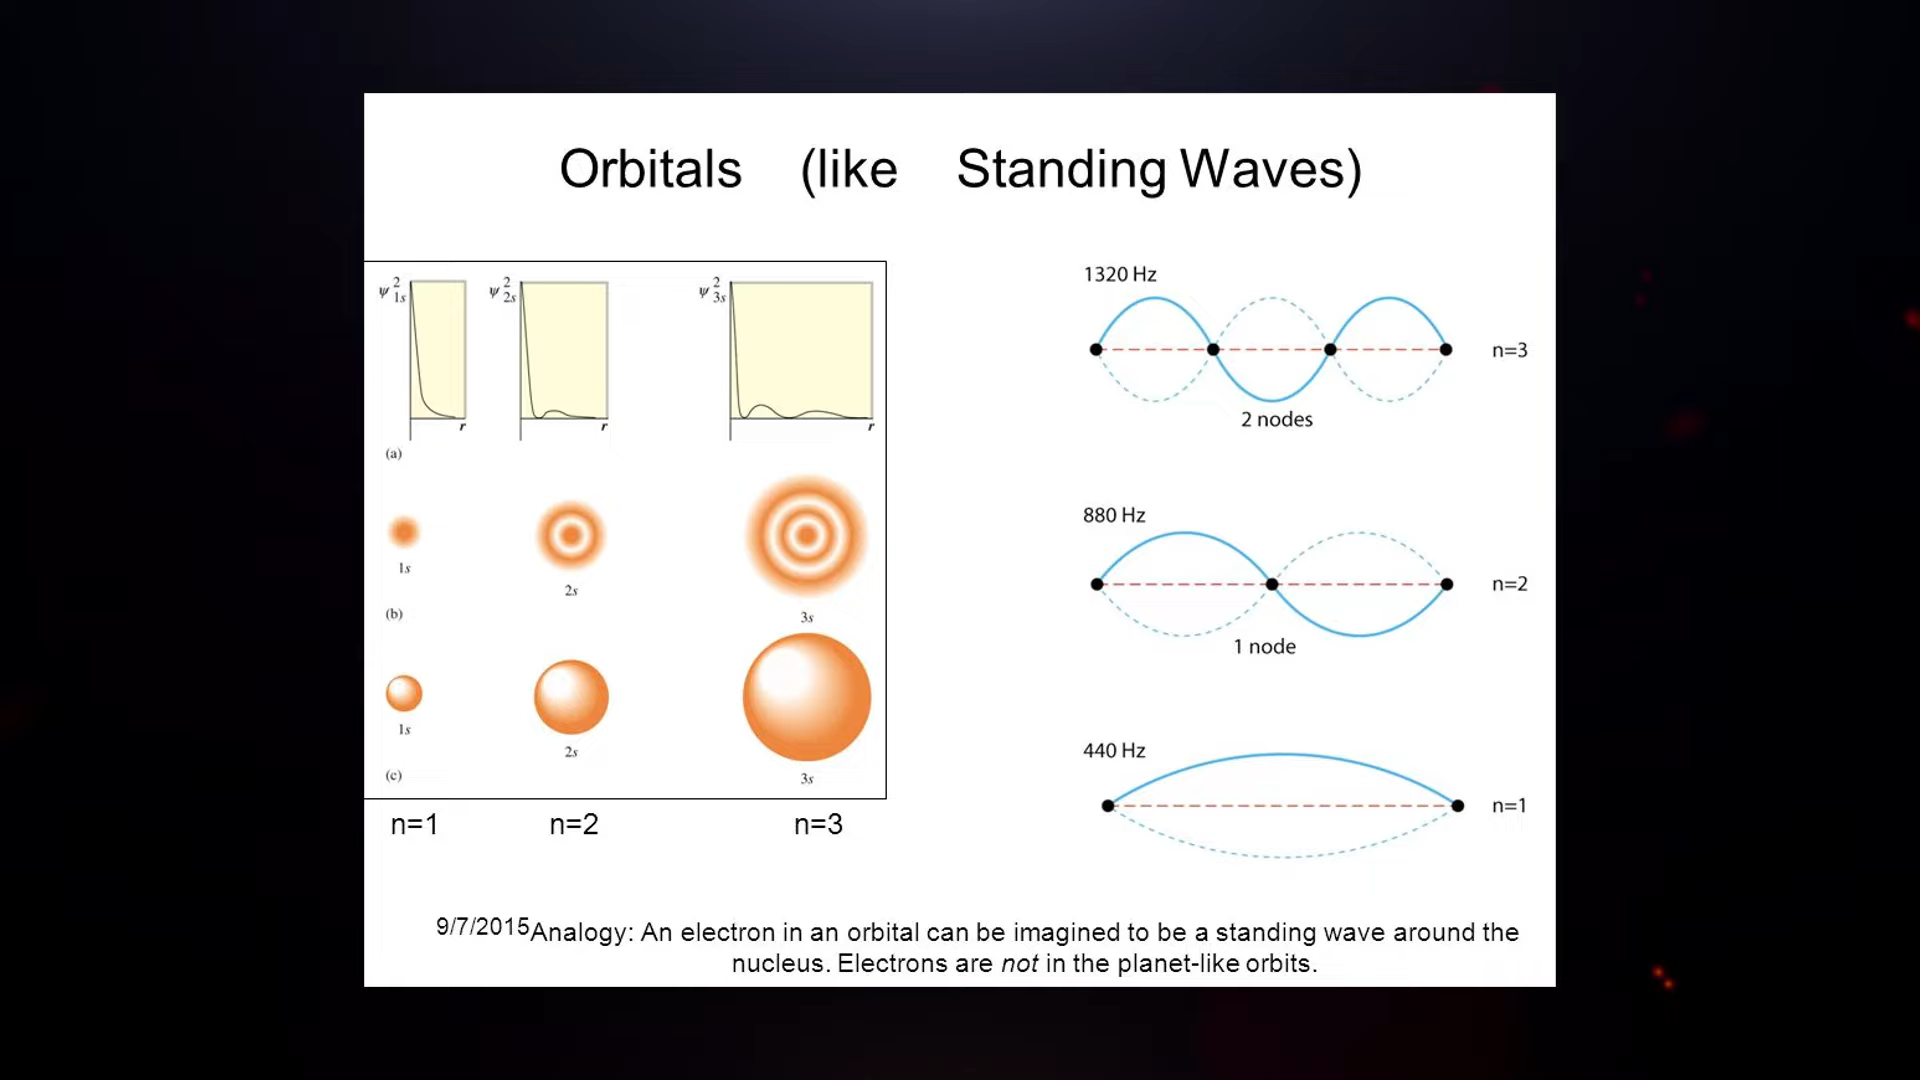 Orbitals (like Standing Waves)
ψ²1s
ψ²2s
ψ²3s
r
r
r
(a)
1s
2s
3s
(b)
1s
2s
3s
(c)
n=1
n=2
n=3
1320 Hz
n=3
2 nodes
880 Hz
n=2
1 node
440 Hz
n=1
9/7/2015
Analogy: An electron in an orbital can be imagined to be a standing wave around the
nucleus. Electrons are not in the planet-like orbits.